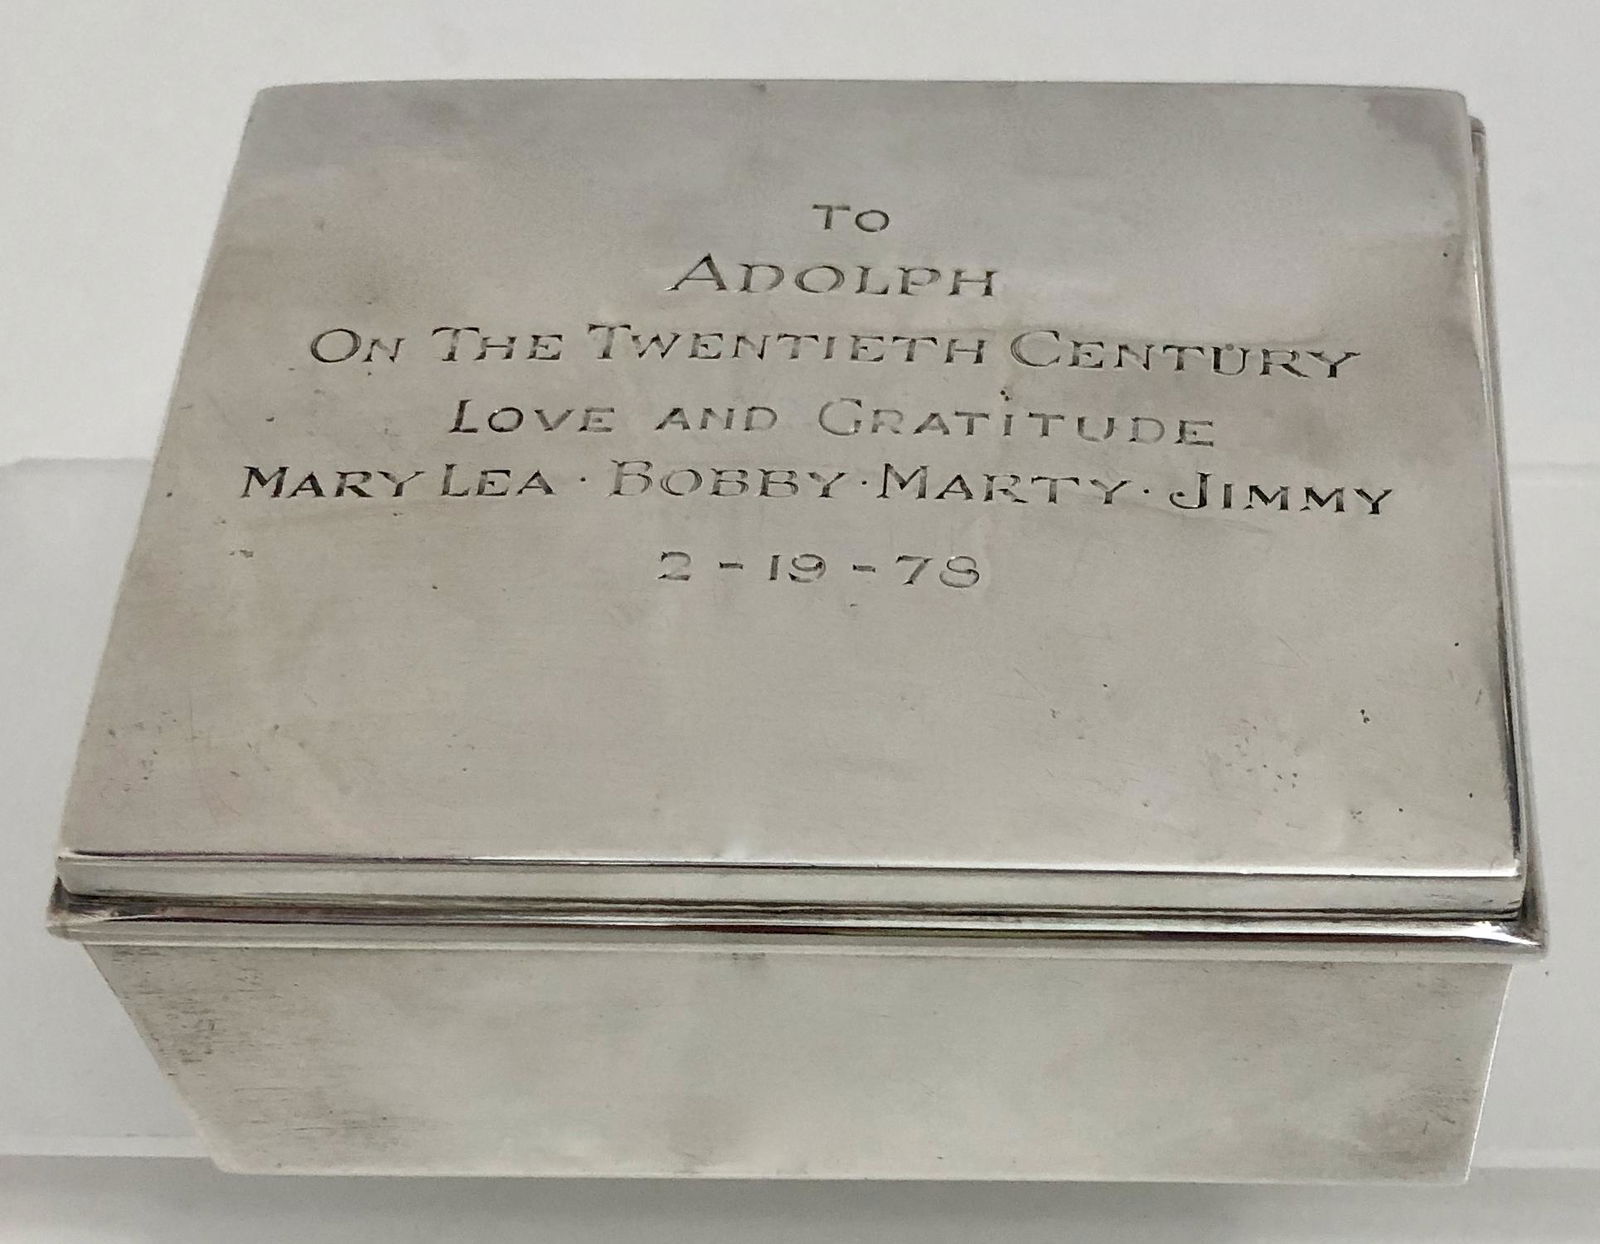 TO
ADOLPH
ON THE TWENTIETH CENTURY
LOVE AND GRATITUDE
MARY LEA · BOBBY · MARTY · JIMMY
2 - 19 - 78